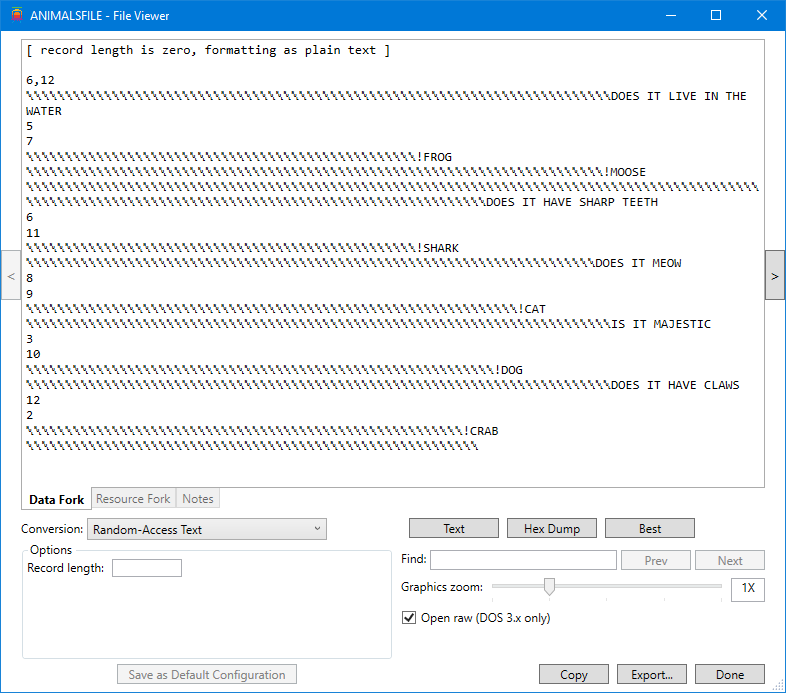 ANIMALSFILE - File Viewer
[ record length is zero, formatting as plain text ]
6,12
DOES IT LIVE IN THE
WATER
5
7
!FROG
!MOOSE
DOES IT HAVE SHARP TEETH
6
11
!SHARK
DOES IT MEOW
8
9
!CAT
IS IT MAJESTIC
3
10
!DOG
DOES IT HAVE CLAWS
12
2
!CRAB
<
>
Data Fork Resource Fork Notes
Conversion: Random-Access Text Text Hex Dump Best
Options
Record length:
Find: Prev Next
Graphics zoom: 1X
Open raw (DOS 3.x only)
Save as Default Configuration Copy Export... Done